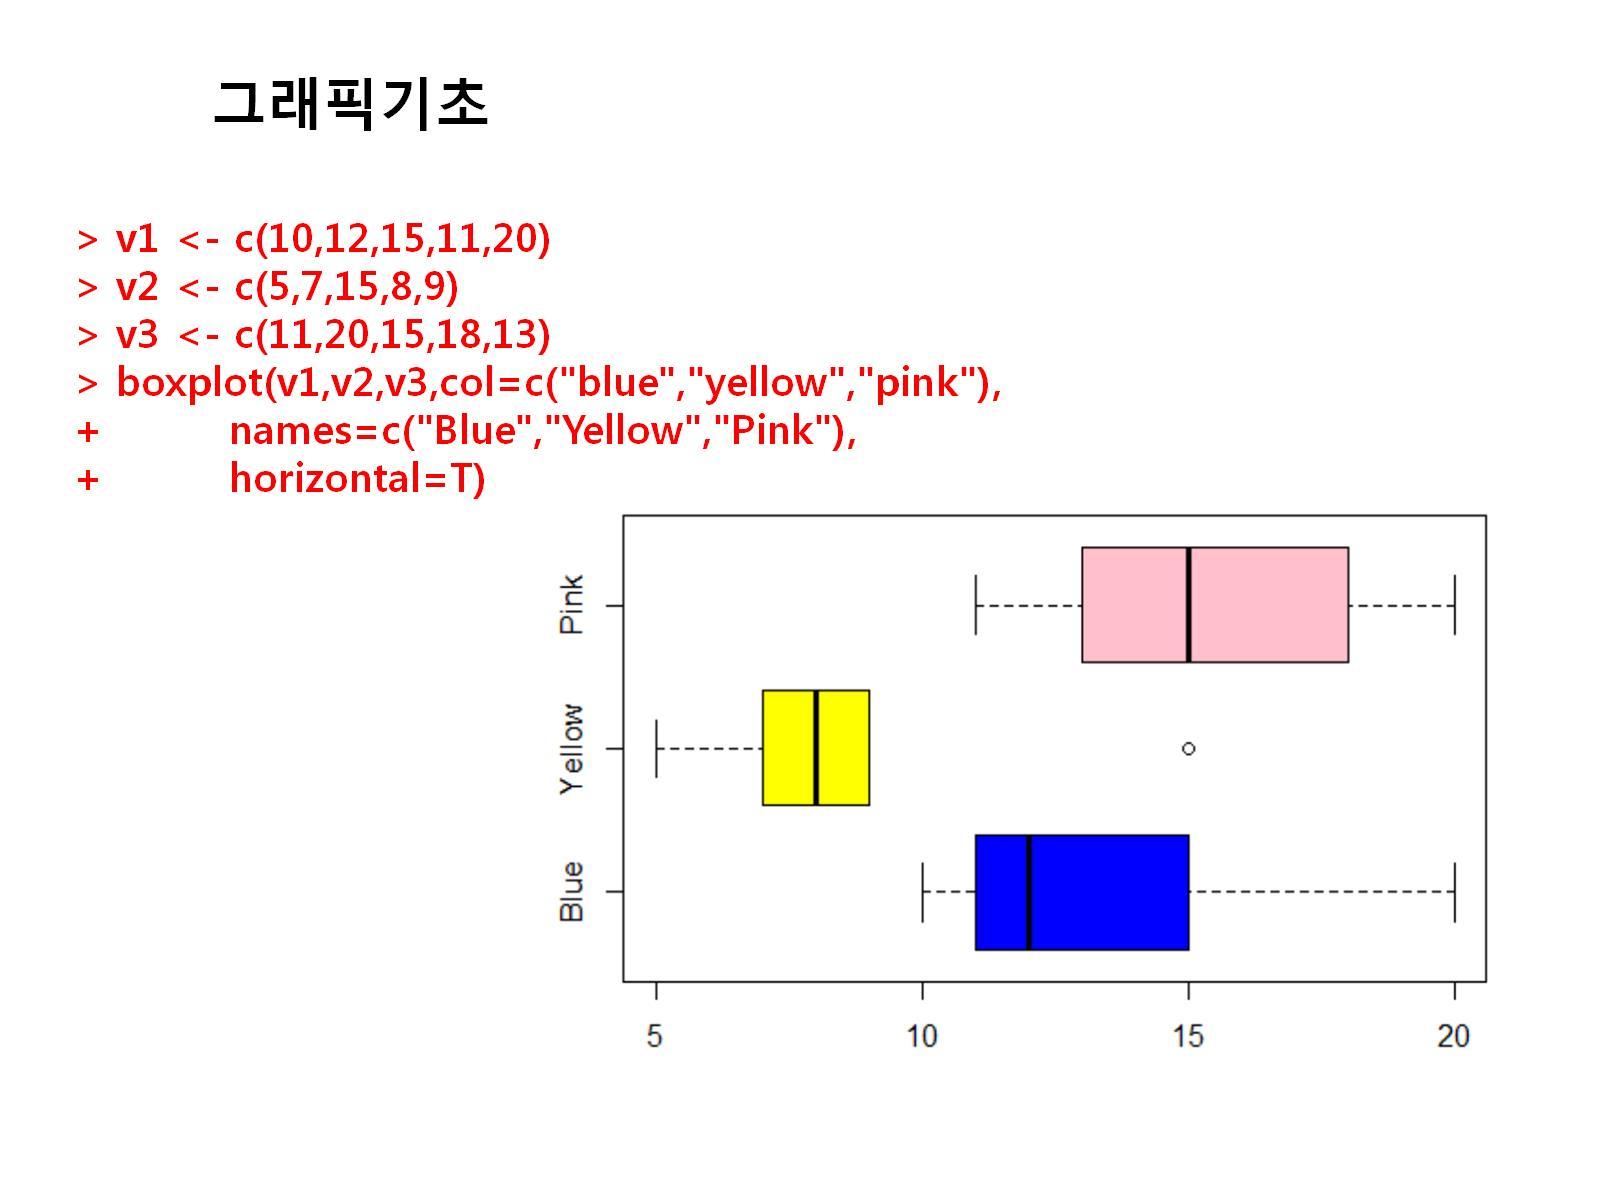 그래픽기초
> v1 <- c(10,12,15,11,20)
> v2 <- c(5,7,15,8,9)
> v3 <- c(11,20,15,18,13)
> boxplot(v1,v2,v3,col=c("blue","yellow","pink"),
+ names=c("Blue","Yellow","Pink"),
+ horizontal=T)
Pink
Yellow
Blue
5 10 15 20